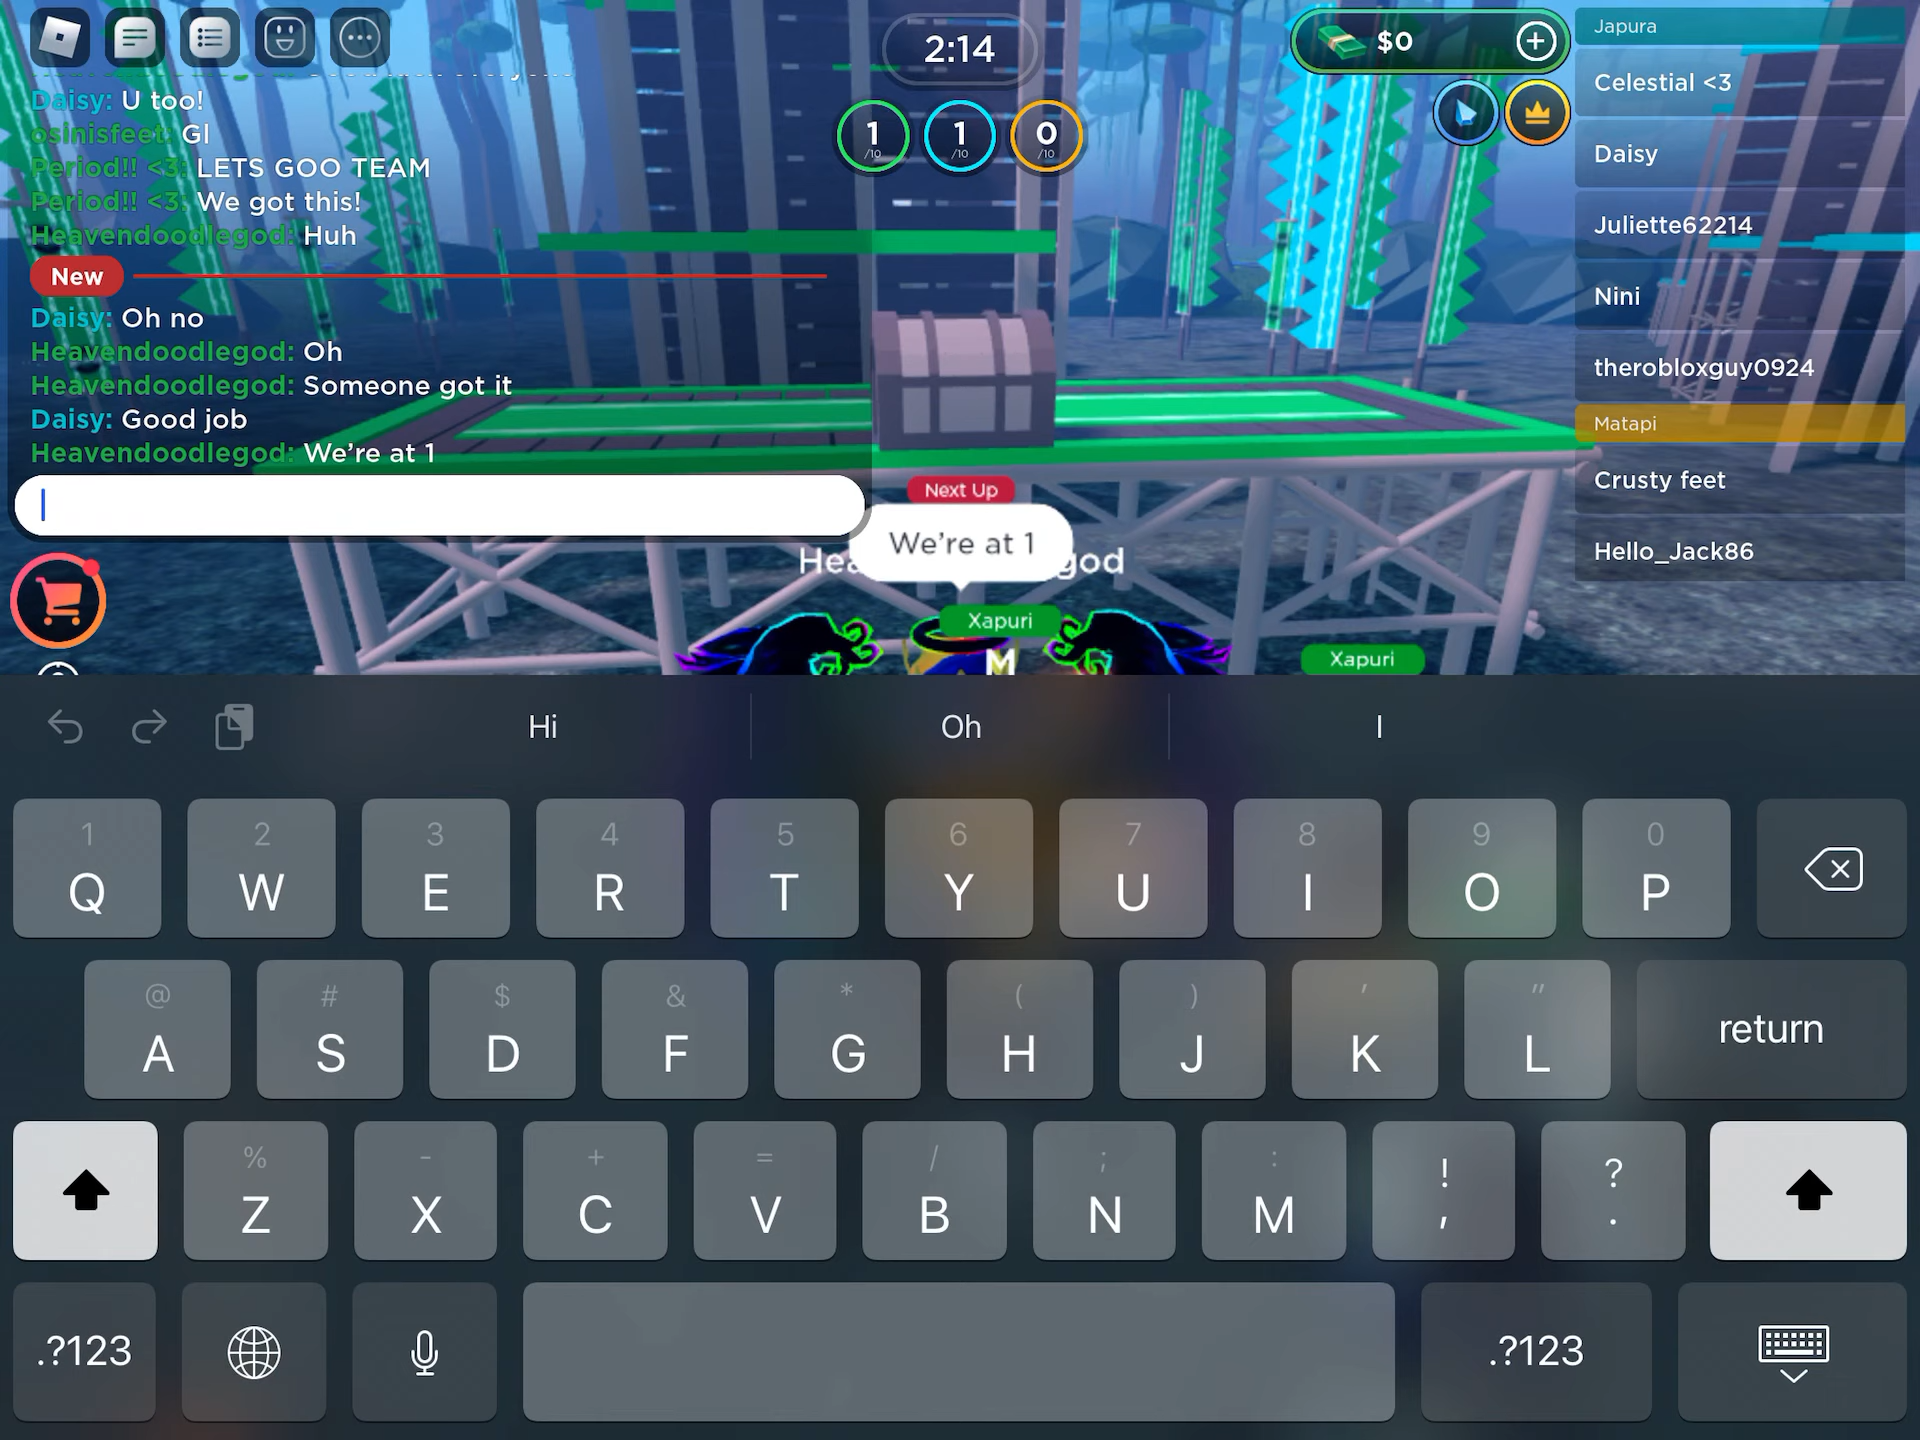 Daisy: U too!
osinisfeet: Gl
Period!! <3: LETS GOO TEAM
Period!! <3: We got this!
Heavendoodlegod: Huh
New
Daisy: Oh no
Heavendoodlegod: Oh
Heavendoodlegod: Someone got it
Daisy: Good job
Heavendoodlegod: We're at 1
2:14
1 /10
1 /10
0 /10
$0
Japura
Celestial <3
Daisy
Juliette62214
Nini
therobloxguy0924
Matapi
Crusty feet
Hello_Jack86
Next Up
We're at 1
Xapuri
M
Xapuri
Hi Oh I
1 2 3 4 5 6 7 8 9 0
Q W E R T Y U I O P
@ # $ & * ( ) ' "
A S D F G H J K L return
% - + = / ; : ! ?
Z X C V B N M , .
.?123 .?123